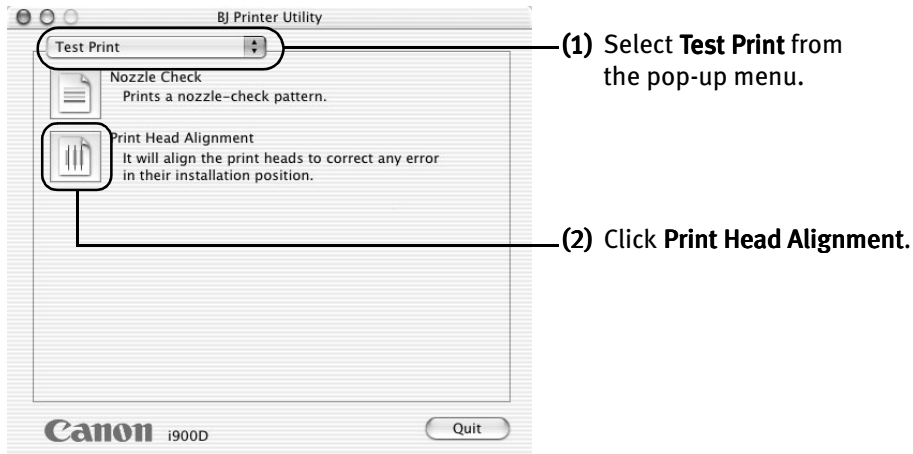 BJ Printer Utility
Test Print
(1) Select Test Print from
the pop-up menu.
Nozzle Check
Prints a nozzle-check pattern.
Print Head Alignment
It will align the print heads to correct any error
in their installation position.
(2) Click Print Head Alignment.
Canon i900D
Quit